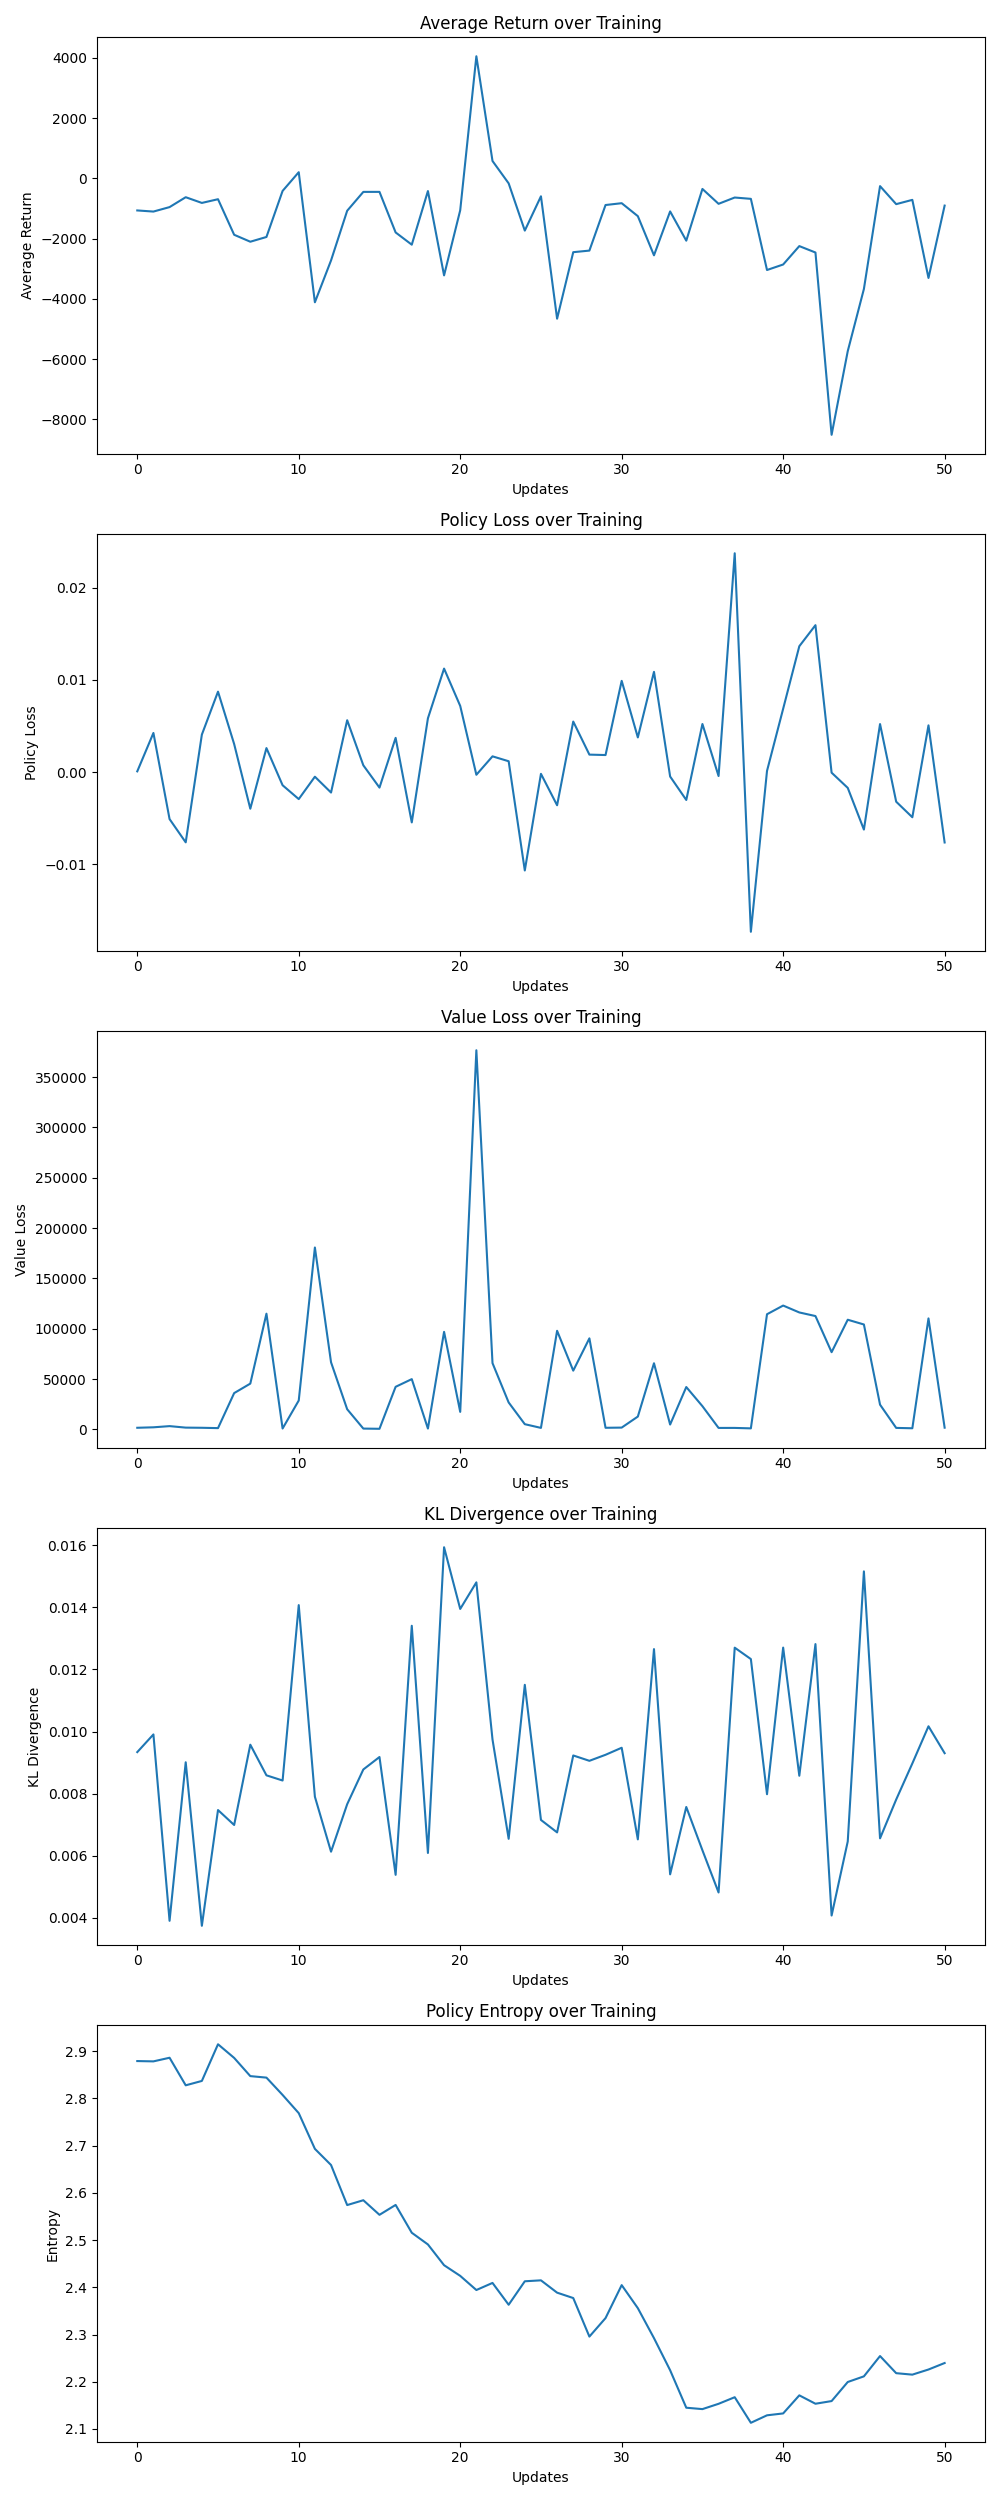 Average Return over Training
4000
2000
0
−2000
−4000
−6000
−8000
Average Return
0 10 20 30 40 50
Updates
Policy Loss over Training
0.02
0.01
0.00
−0.01
Policy Loss
0 10 20 30 40 50
Updates
Value Loss over Training
350000
300000
250000
200000
150000
100000
50000
0
Value Loss
0 10 20 30 40 50
Updates
KL Divergence over Training
0.016
0.014
0.012
0.010
0.008
0.006
0.004
KL Divergence
0 10 20 30 40 50
Updates
Policy Entropy over Training
2.9
2.8
2.7
2.6
2.5
2.4
2.3
2.2
2.1
Entropy
0 10 20 30 40 50
Updates